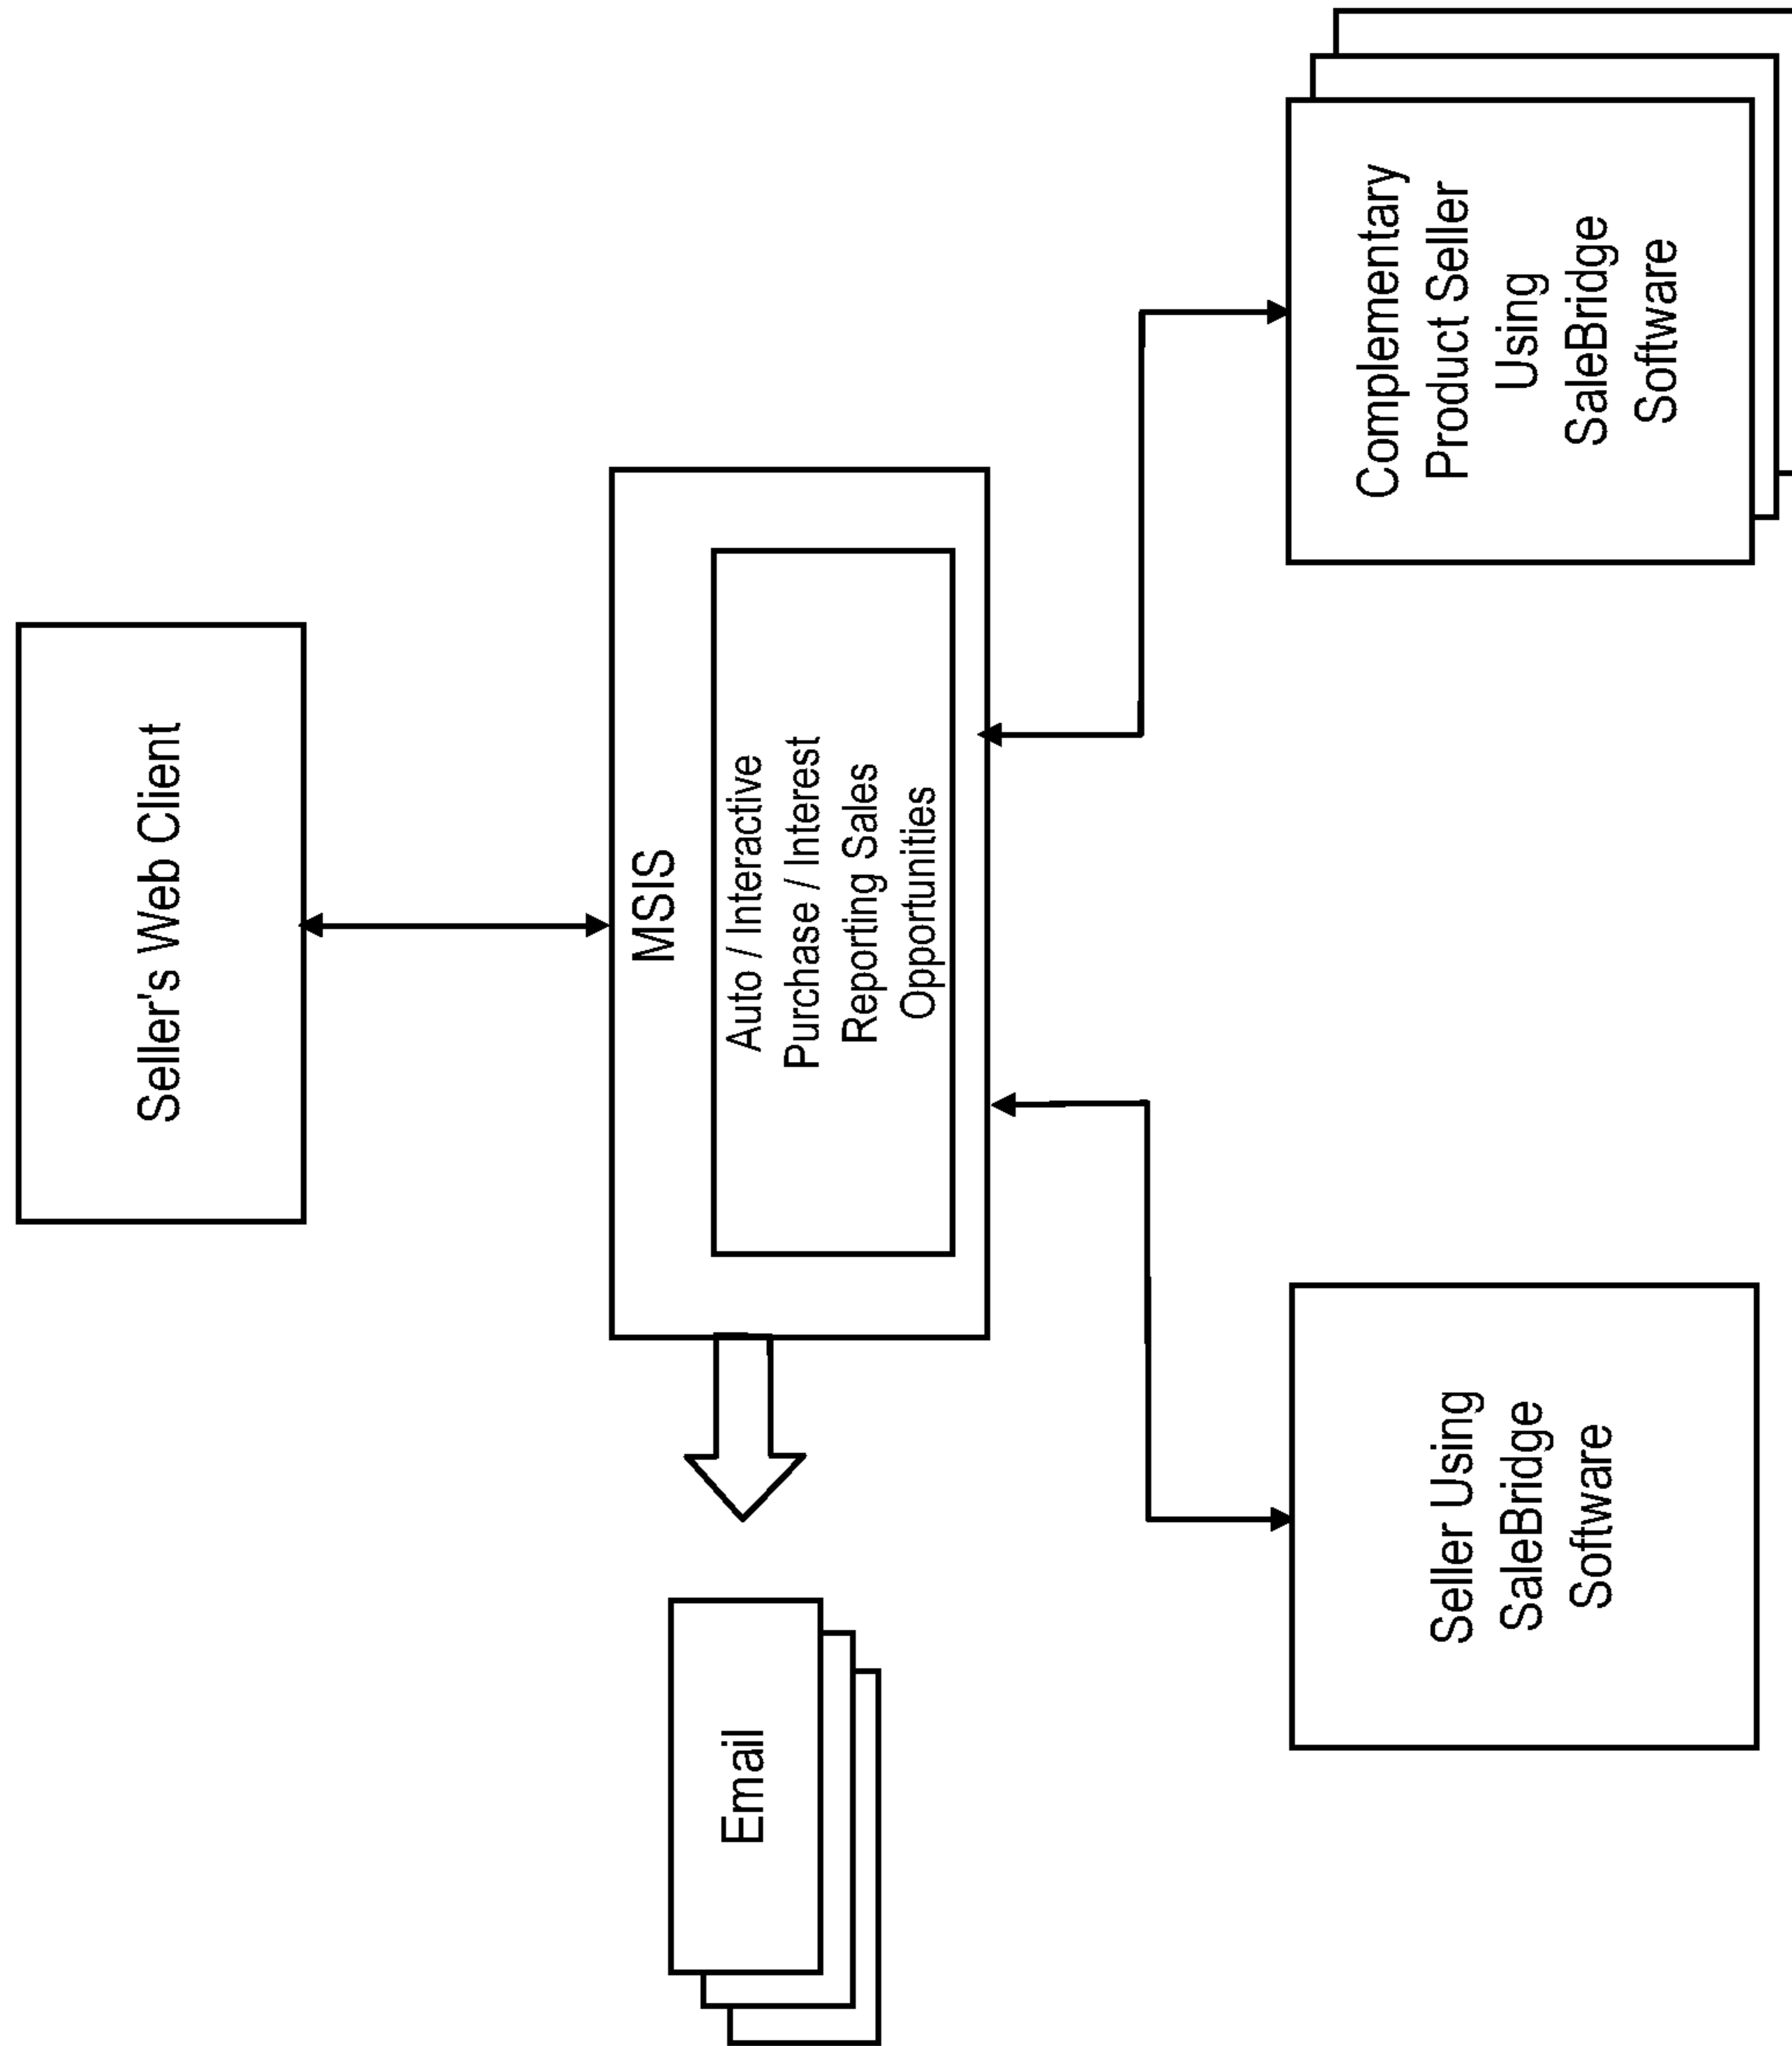 Seller's Web Client
MSIS
Auto / Interactive
Purchase / Interest
Reporting Sales
Opportunities
Email
Seller Using
SaleBridge
Software
Complementary
Product Seller
Using
SaleBridge
Software